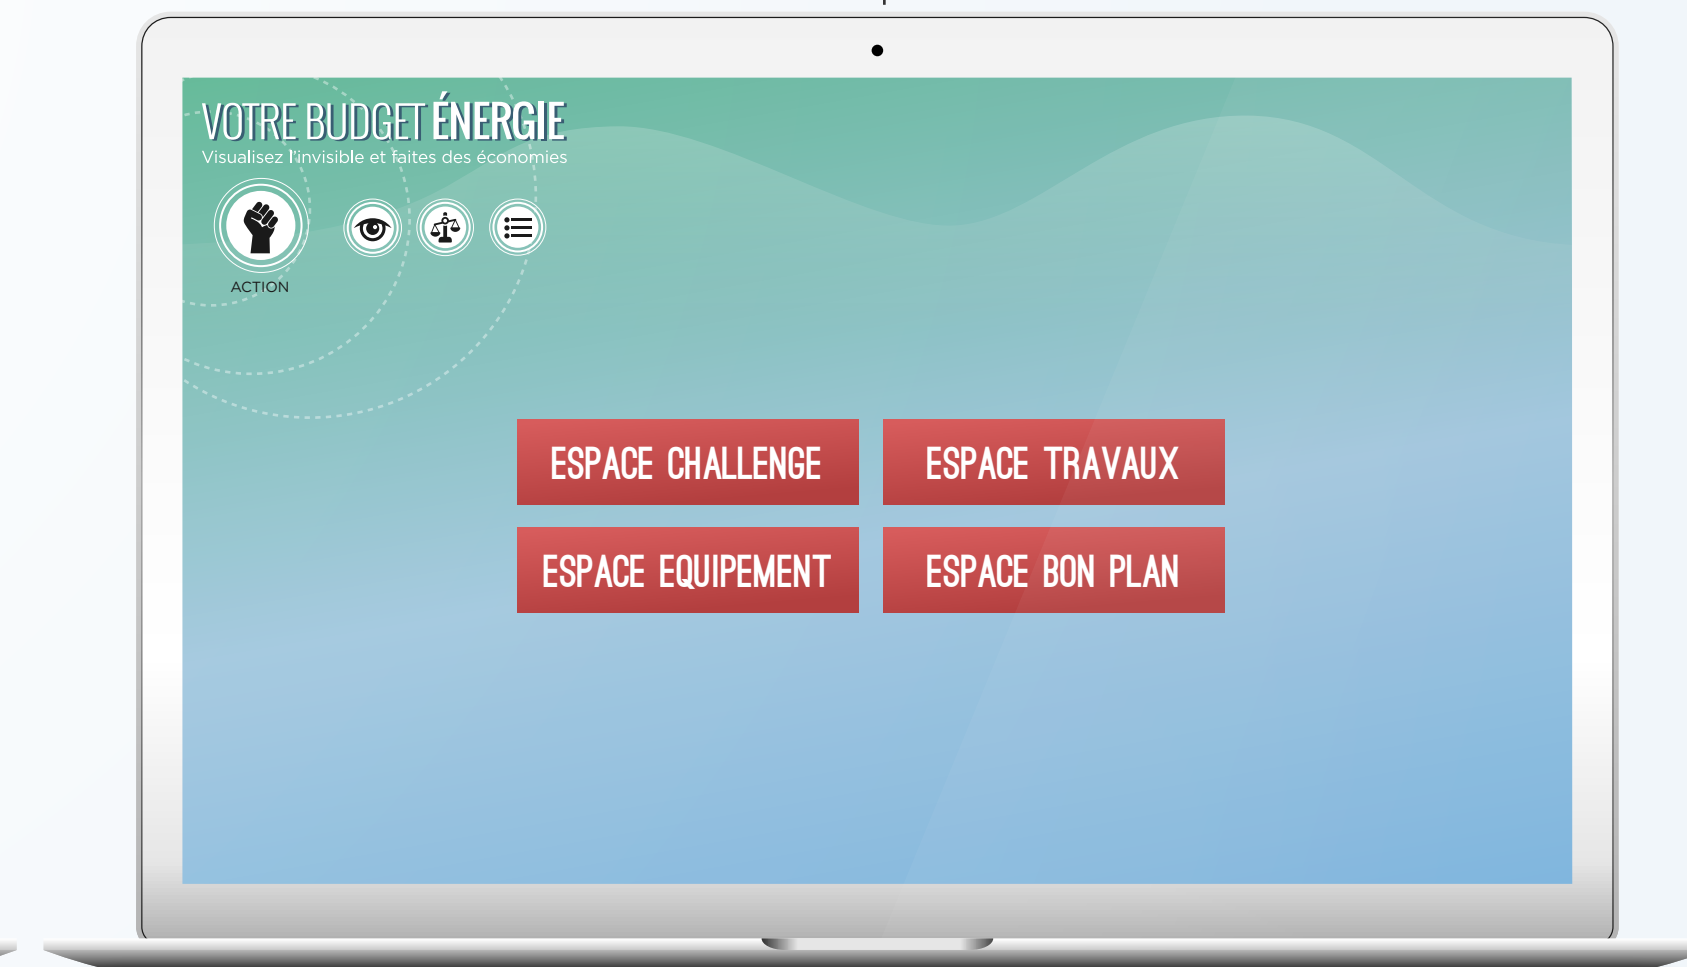 VOTRE BUDGET ÉNERGIE
Visualisez l'invisible et faites des économies
ACTION
ESPACE CHALLENGE
ESPACE TRAVAUX
ESPACE EQUIPEMENT
ESPACE BON PLAN